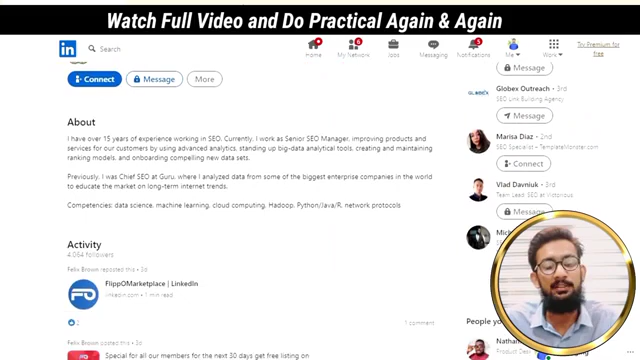 Watch Full Video and Do Practical Again & Again
in
Search
Home
My Network
Jobs
Messaging
Notifications
Me
Work
Try Premium for
free
Connect
Message
More
Message
GLOBEX
Globex Outreach • 3rd
SEO Link Building Agency
Message
Marisa Diaz • 2nd
SEO Specialist – TemplateMonster.com
Connect
Vlad Davniuk • 3rd
Team Lead SEO at Victorious
Message
About
I have over 15 years of experience working in SEO. Currently, I work as Senior SEO Manager, improving products and
services for our customers by using advanced analytics, standing up big-data analytical tools, creating and maintaining
ranking models, and onboarding compelling new data sets.
Previously, I was Chief SEO at Guru, where I analyzed data from some of the biggest enterprise companies in the world
to educate the market on long-term internet trends.
Competencies: data science, machine learning, cloud computing, Hadoop, Python/Java/R, network protocols
Activity
4,064 followers
Felix Brown reposted this • 3d
FlippOMarketplace | LinkedIn
linkedin.com • 1 min read
2
1 comment
Felix Brown posted this • 3d
Special for all our members for the next 30 days get free listing on
People
Product